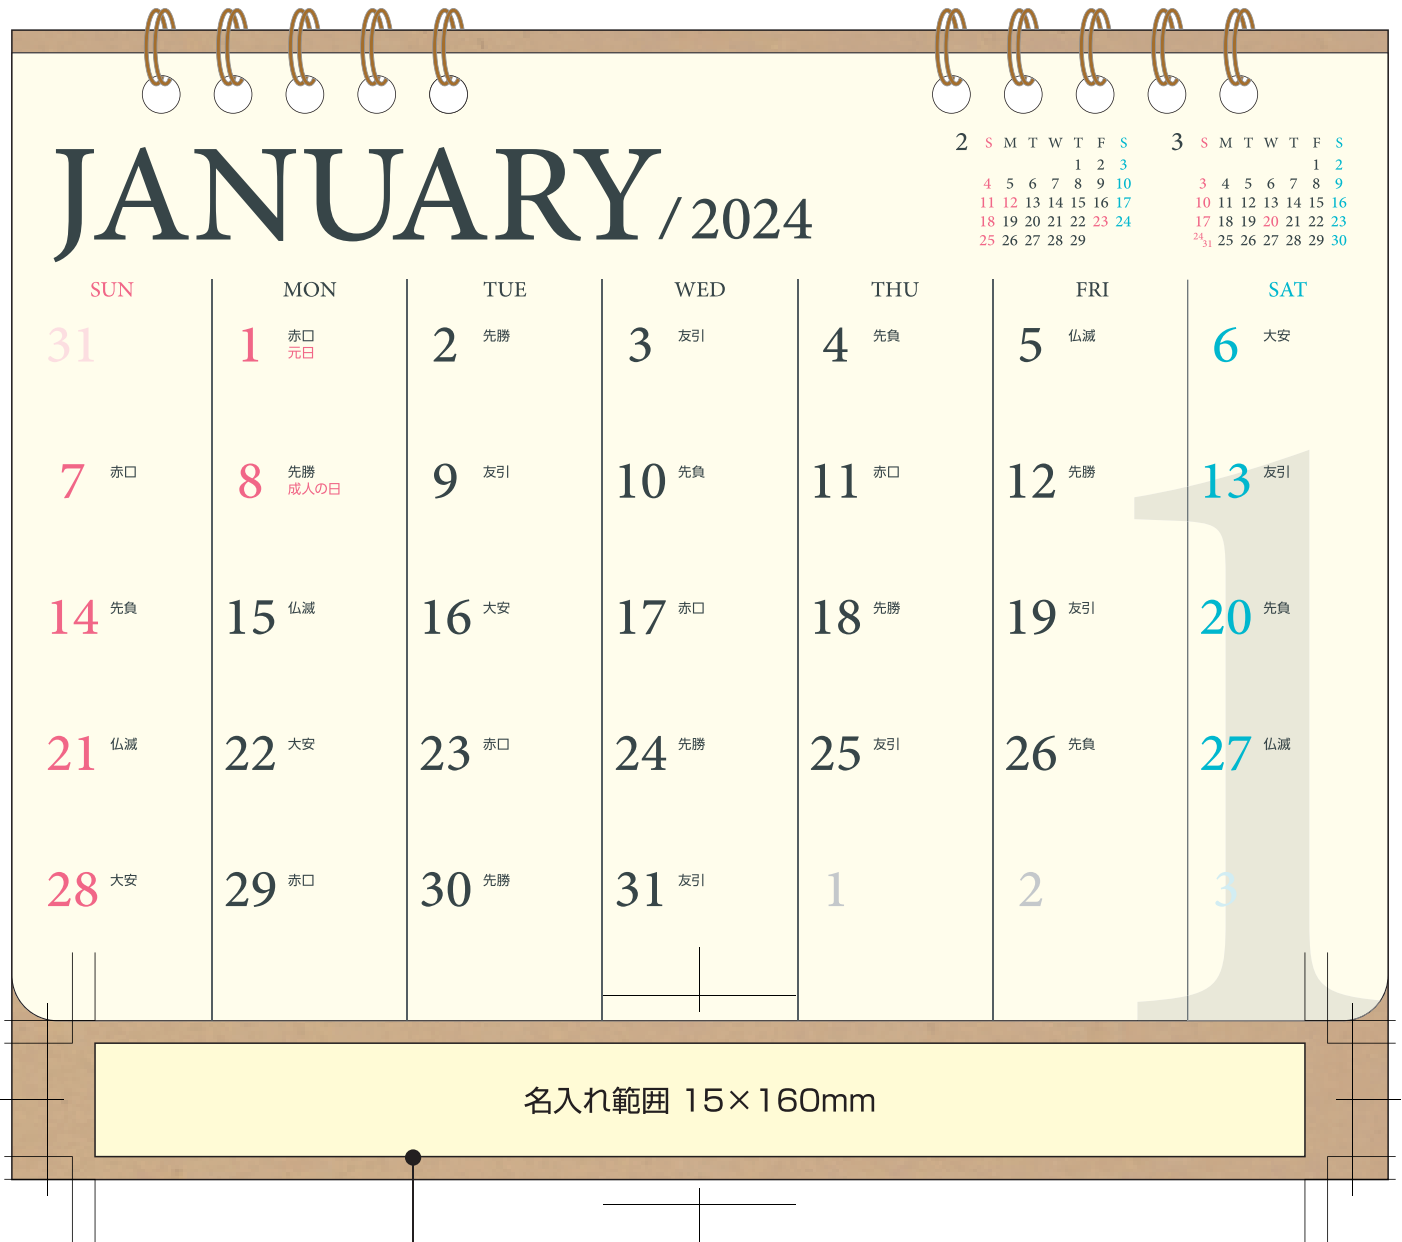 JANUARY/2024
2 S M T W T F S
1 2 3
4 5 6 7 8 9 10
11 12 13 14 15 16 17
18 19 20 21 22 23 24
25 26 27 28 29
3 S M T W T F S
1 2
3 4 5 6 7 8 9
10 11 12 13 14 15 16
17 18 19 20 21 22 23
24/31 25 26 27 28 29 30
SUN MON TUE WED THU FRI SAT
31 1 赤口 2 先勝 3 友引 4 先負 5 仏滅 6 大安
元日
7 赤口 8 先勝 9 友引 10 先負 11 赤口 12 先勝 13 友引
成人の日
14 先負 15 仏滅 16 大安 17 赤口 18 先勝 19 友引 20 先負
21 仏滅 22 大安 23 赤口 24 先勝 25 友引 26 先負 27 仏滅
28 大安 29 赤口 30 先勝 31 友引 1 2 3
1
名入れ範囲 15×160mm